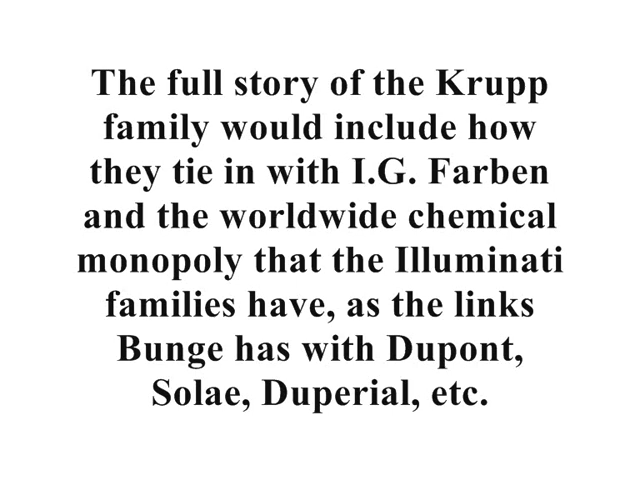 The full story of the Krupp
family would include how
they tie in with I.G. Farben
and the worldwide chemical
monopoly that the Illuminati
families have, as the links
Bunge has with Dupont,
Solae, Duperial, etc.